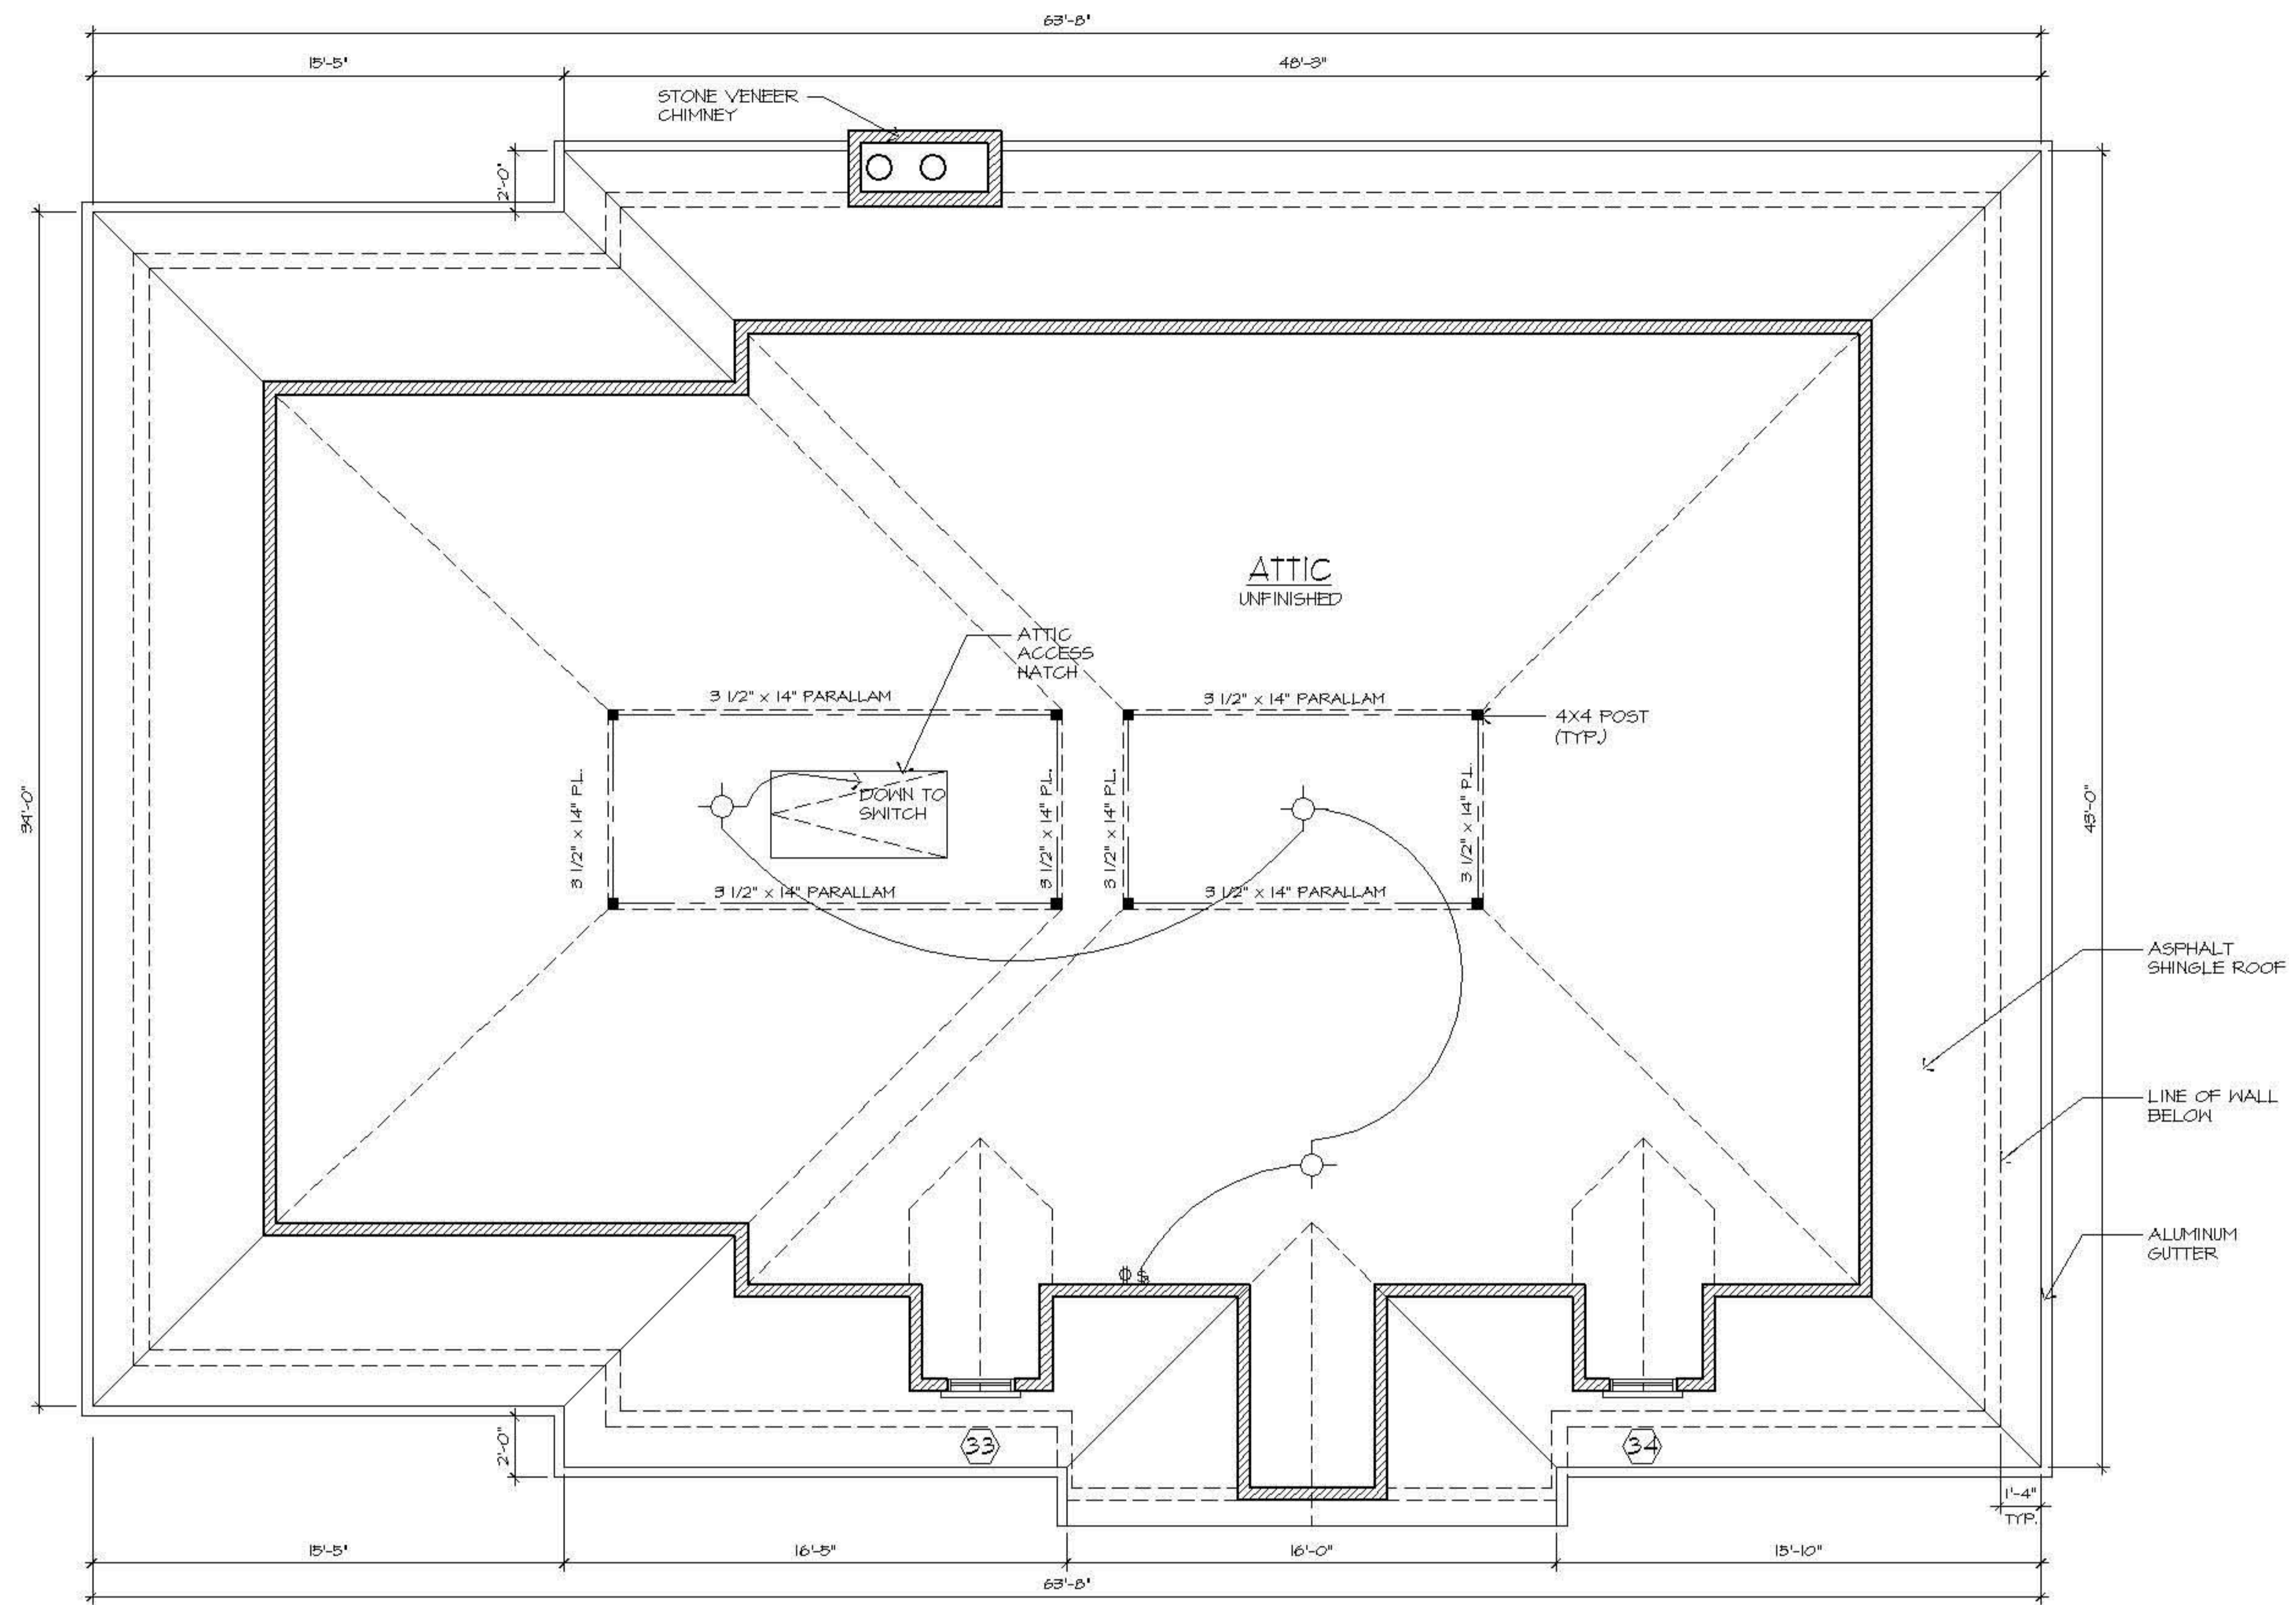 63'-8"
15'-5"
48'-3"
STONE VENEER
CHIMNEY
2'-0"
ATTIC
UNFINISHED
ATTIC
ACCESS
HATCH
3 1/2" x 14" PARALLAM
3 1/2" x 14" PARALLAM
4X4 POST
(TYP.)
34'-0"
3 1/2" x 14" P.L.
DOWN TO
SWITCH
3 1/2" x 14" P.L.
3 1/2" x 14" P.L.
3 1/2" x 14" P.L.
43'-0"
3 1/2" x 14" PARALLAM
3 1/2" x 14" PARALLAM
ASPHALT
SHINGLE ROOF
LINE OF WALL
BELOW
ALUMINUM
GUTTER
2'-0"
33
34
1'-4"
TYP.
15'-5"
16'-5"
16'-0"
15'-10"
63'-8"